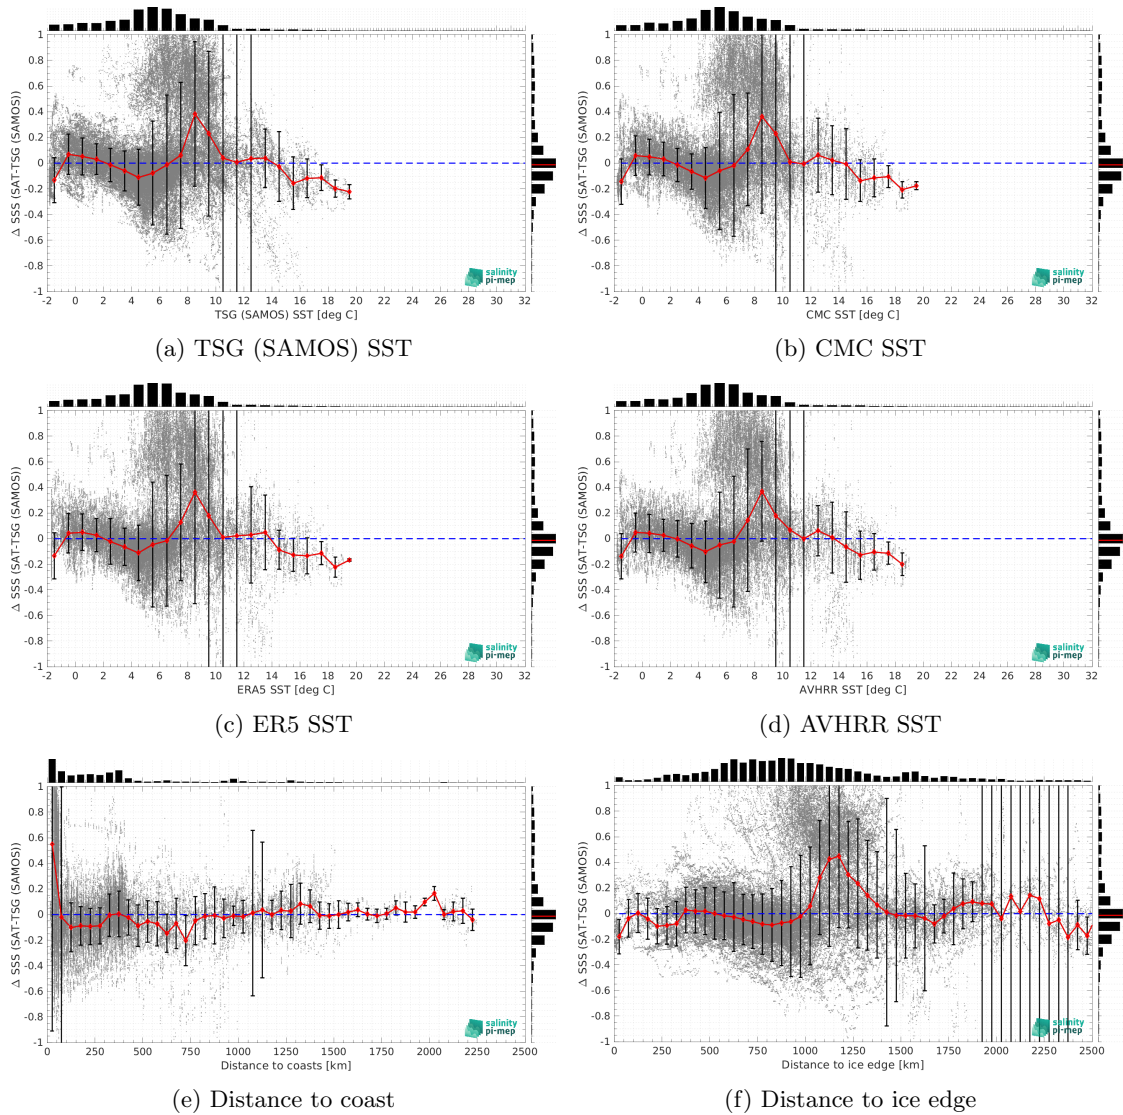 1
0.8
0.6
0.4
0.2
0
-0.2
-0.4
-0.6
-0.8
-1
Δ SSS (SAT-TSG (SAMOS))
-2 0 2 4 6 8 10 12 14 16 18 20 22 24 26 28 30 32
TSG (SAMOS) SST [deg C]
salinity
pi-mep
(a) TSG (SAMOS) SST
1
0.8
0.6
0.4
0.2
0
-0.2
-0.4
-0.6
-0.8
-1
Δ SSS (SAT-TSG (SAMOS))
-2 0 2 4 6 8 10 12 14 16 18 20 22 24 26 28 30 32
CMC SST [deg C]
salinity
pi-mep
(b) CMC SST
1
0.8
0.6
0.4
0.2
0
-0.2
-0.4
-0.6
-0.8
-1
Δ SSS (SAT-TSG (SAMOS))
-2 0 2 4 6 8 10 12 14 16 18 20 22 24 26 28 30 32
ERA5 SST [deg C]
salinity
pi-mep
(c) ER5 SST
1
0.8
0.6
0.4
0.2
0
-0.2
-0.4
-0.6
-0.8
-1
Δ SSS (SAT-TSG (SAMOS))
-2 0 2 4 6 8 10 12 14 16 18 20 22 24 26 28 30 32
AVHRR SST [deg C]
salinity
pi-mep
(d) AVHRR SST
1
0.8
0.6
0.4
0.2
0
-0.2
-0.4
-0.6
-0.8
-1
Δ SSS (SAT-TSG (SAMOS))
0 250 500 750 1000 1250 1500 1750 2000 2250 2500
Distance to coasts [km]
salinity
pi-mep
(e) Distance to coast
1
0.8
0.6
0.4
0.2
0
-0.2
-0.4
-0.6
-0.8
-1
Δ SSS (SAT-TSG (SAMOS))
0 250 500 750 1000 1250 1500 1750 2000 2250 2500
Distance to ice edge [km]
salinity
pi-mep
(f) Distance to ice edge